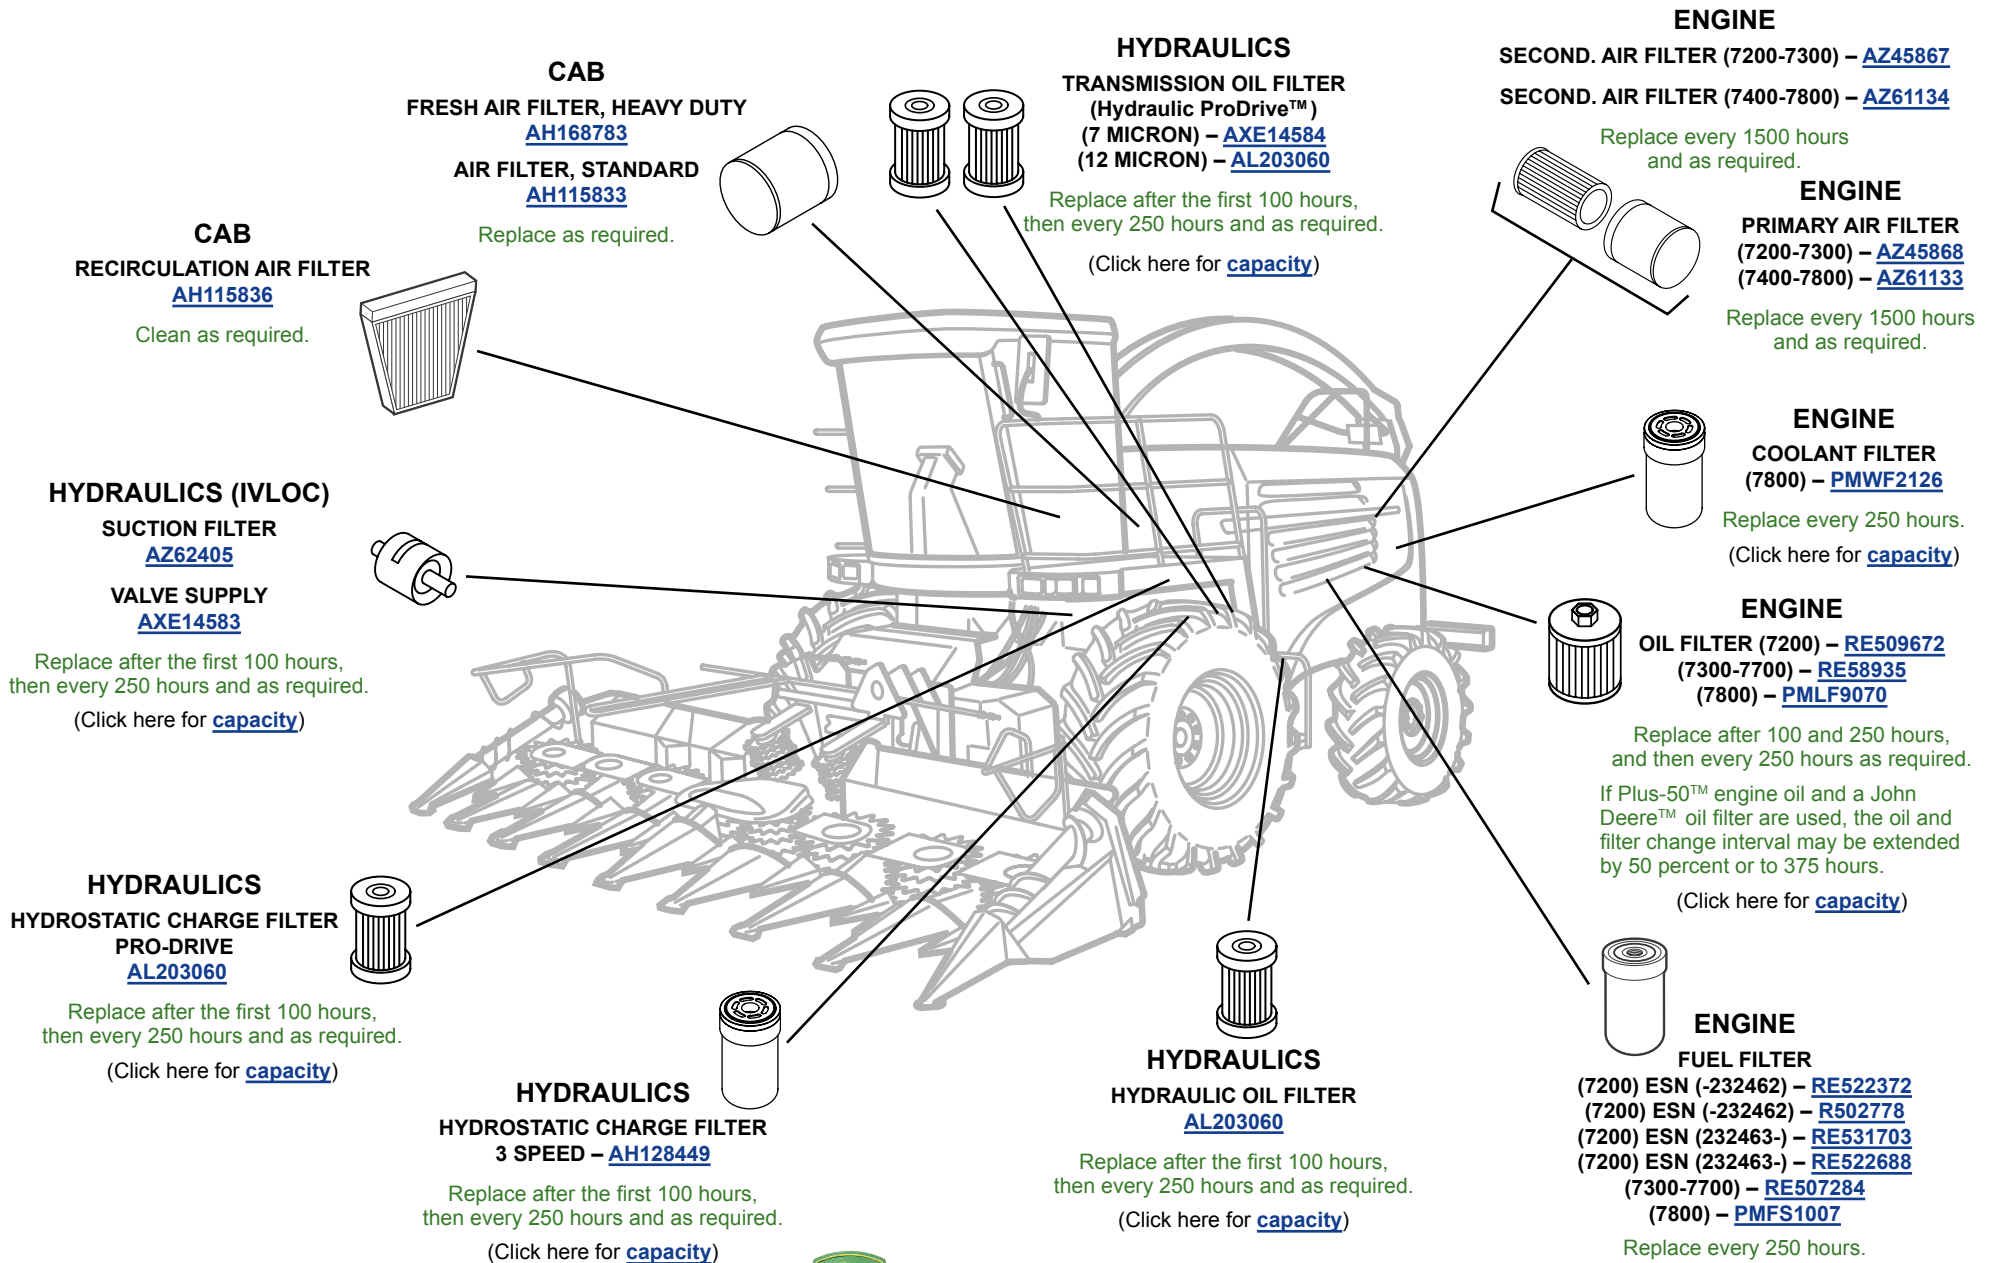 ENGINE
SECOND. AIR FILTER (7200-7300) – AZ45867
SECOND. AIR FILTER (7400-7800) – AZ61134
Replace every 1500 hours
and as required.
ENGINE
PRIMARY AIR FILTER
(7200-7300) – AZ45868
(7400-7800) – AZ61133
Replace every 1500 hours
and as required.
HYDRAULICS
TRANSMISSION OIL FILTER
(Hydraulic ProDrive™)
(7 MICRON) – AXE14584
(12 MICRON) – AL203060
Replace after the first 100 hours,
then every 250 hours and as required.
(Click here for capacity)
CAB
FRESH AIR FILTER, HEAVY DUTY
AH168783
AIR FILTER, STANDARD
AH115833
Replace as required.
CAB
RECIRCULATION AIR FILTER
AH115836
Clean as required.
ENGINE
COOLANT FILTER
(7800) – PMWF2126
Replace every 250 hours.
(Click here for capacity)
HYDRAULICS (IVLOC)
SUCTION FILTER
AZ62405
VALVE SUPPLY
AXE14583
Replace after the first 100 hours,
then every 250 hours and as required.
(Click here for capacity)
ENGINE
OIL FILTER (7200) – RE509672
(7300-7700) – RE58935
(7800) – PMLF9070
Replace after 100 and 250 hours,
and then every 250 hours as required.
If Plus-50™ engine oil and a John
Deere™ oil filter are used, the oil and
filter change interval may be extended
by 50 percent or to 375 hours.
(Click here for capacity)
HYDRAULICS
HYDROSTATIC CHARGE FILTER
PRO-DRIVE
AL203060
Replace after the first 100 hours,
then every 250 hours and as required.
(Click here for capacity)
HYDRAULICS
HYDROSTATIC CHARGE FILTER
3 SPEED – AH128449
Replace after the first 100 hours,
then every 250 hours and as required.
(Click here for capacity)
HYDRAULICS
HYDRAULIC OIL FILTER
AL203060
Replace after the first 100 hours,
then every 250 hours and as required.
(Click here for capacity)
ENGINE
FUEL FILTER
(7200) ESN (-232462) – RE522372
(7200) ESN (-232462) – R502778
(7200) ESN (232463-) – RE531703
(7200) ESN (232463-) – RE522688
(7300-7700) – RE507284
(7800) – PMFS1007
Replace every 250 hours.